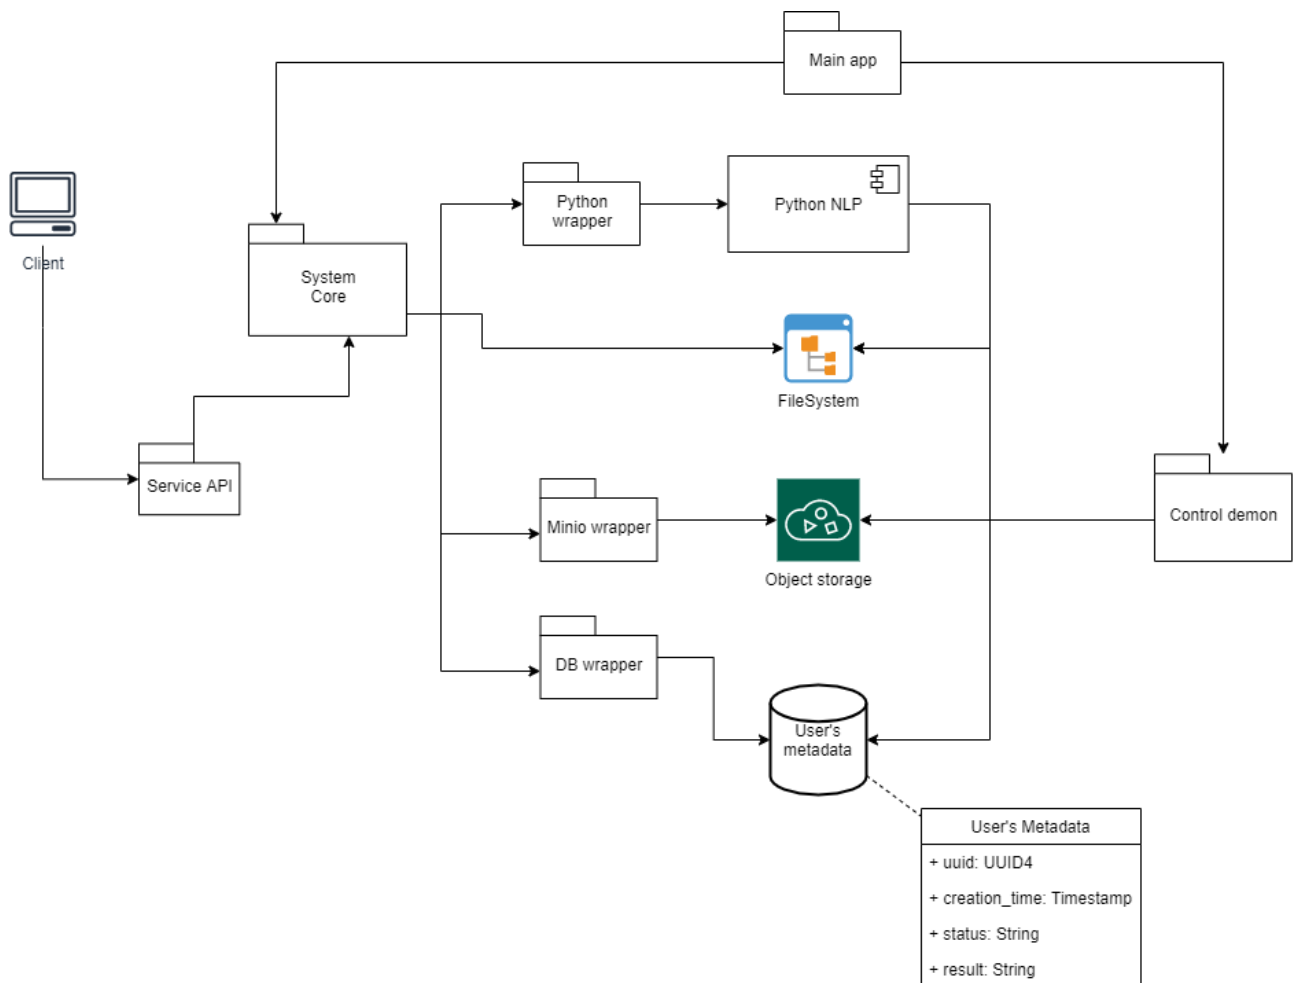 Main app
Python
wrapper
Python NLP
Client
System
Core
FileSystem
Service API
Minio wrapper
Control demon
Object storage
DB wrapper
User's
metadata
User's Metadata
+ uuid: UUID4
+ creation_time: Timestamp
+ status: String
+ result: String